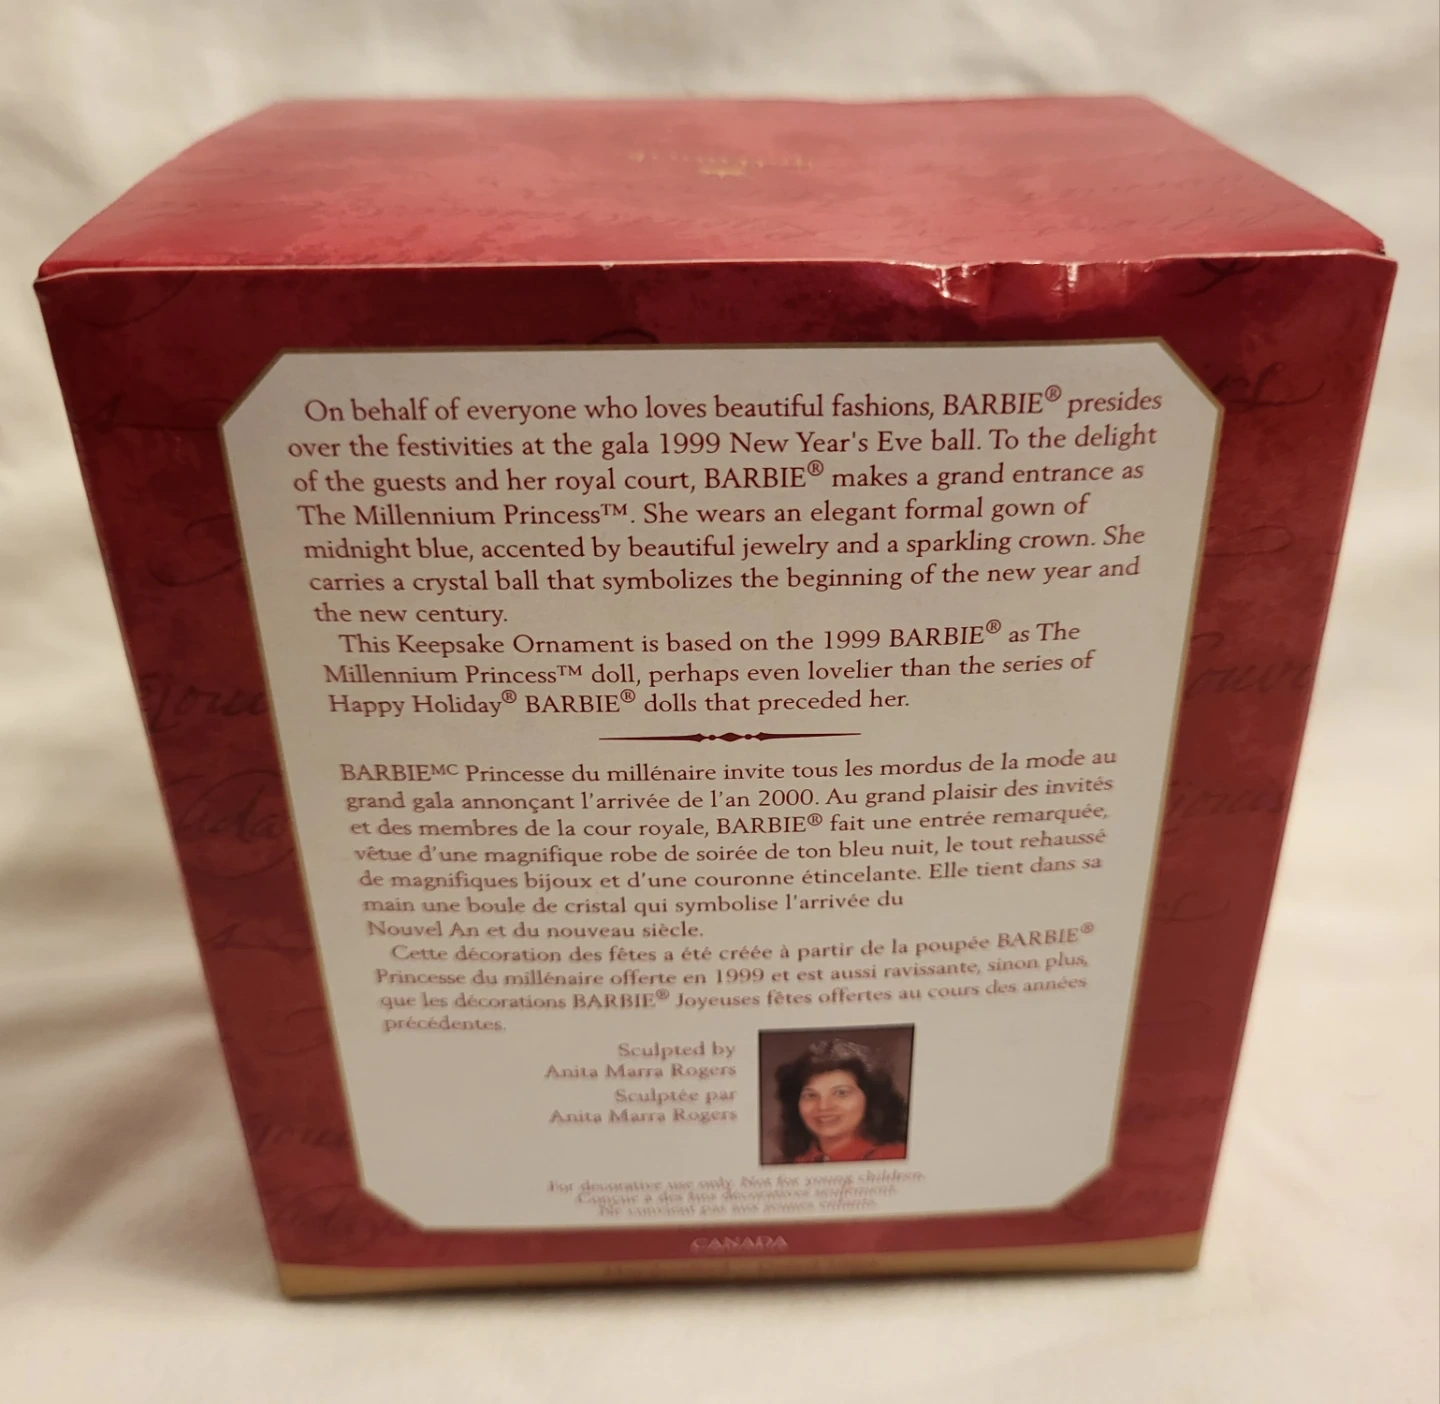 On behalf of everyone who loves beautiful fashions, BARBIE® presides
over the festivities at the gala 1999 New Year's Eve ball. To the delight
of the guests and her royal court, BARBIE® makes a grand entrance as
The Millennium Princess™. She wears an elegant formal gown of
midnight blue, accented by beautiful jewelry and a sparkling crown. She
carries a crystal ball that symbolizes the beginning of the new year and
the new century.
This Keepsake Ornament is based on the 1999 BARBIE® as The
Millennium Princess™ doll, perhaps even lovelier than the series of
Happy Holiday® BARBIE® dolls that preceded her.
BARBIEᴹᶜ Princesse du millénaire invite tous les mordus de la mode au
grand gala annonçant l'arrivée de l'an 2000. Au grand plaisir des invités
et des membres de la cour royale, BARBIE® fait une entrée remarquée,
vêtue d'une magnifique robe de soirée de ton bleu nuit, le tout rehaussé
de magnifiques bijoux et d'une couronne étincelante. Elle tient dans sa
main une boule de cristal qui symbolise l'arrivée du
Nouvel An et du nouveau siècle.
Cette décoration des fêtes a été créée à partir de la poupée BARBIE®
Princesse du millénaire offerte en 1999 et est aussi ravissante, sinon plus,
que les décorations BARBIE® Joyeuses fêtes offertes au cours des années
précédentes.
Sculpted by
Anita Marra Rogers
Sculptée par
Anita Marra Rogers
For decorative use only. Not for young children.
Conçue à des fins décoratives seulement.
Ne convient pas aux jeunes enfants.
CANADA